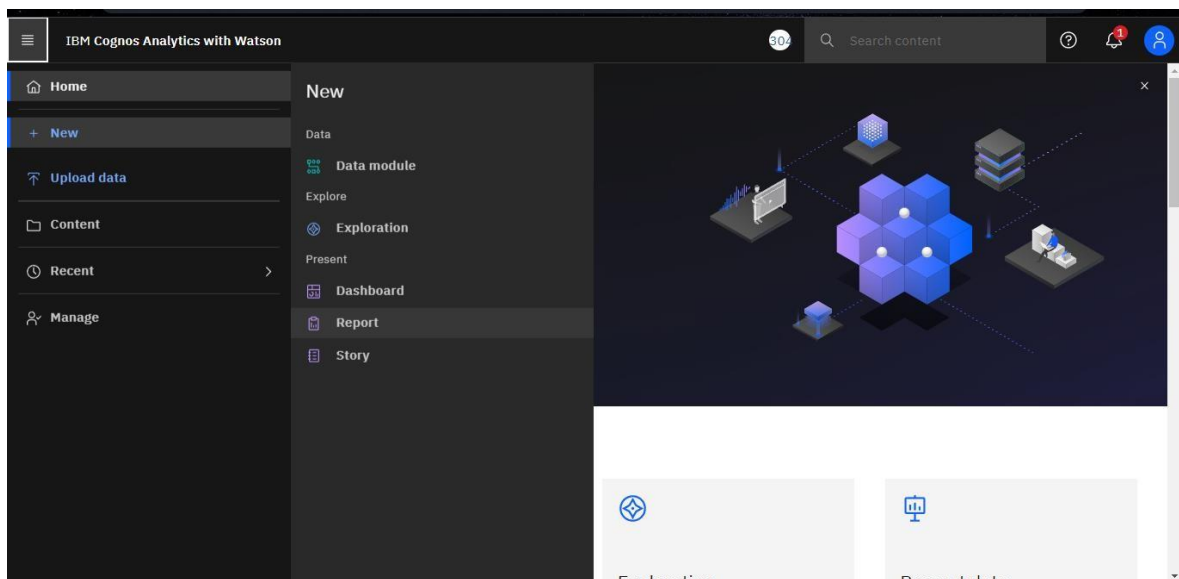 IBM Cognos Analytics with Watson
304
Search content
1
Home
New
Upload data
Content
Recent
Manage
New
Data
Data module
Explore
Exploration
Present
Dashboard
Report
Story